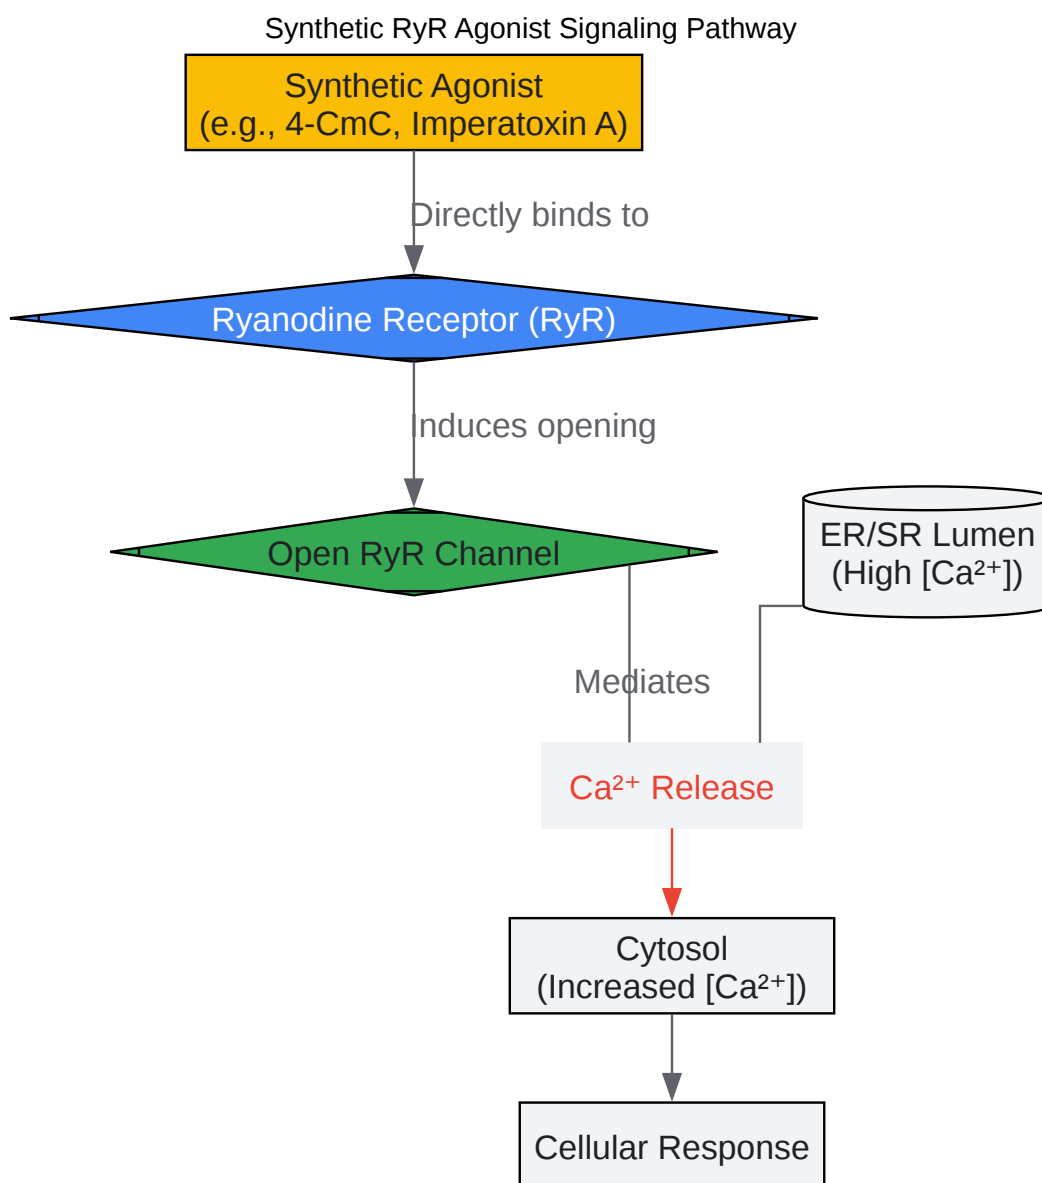 Synthetic RyR Agonist Signaling Pathway
Synthetic Agonist
(e.g., 4-CmC, Imperatoxin A)
Directly binds to
Ryanodine Receptor (RyR)
Induces opening
Open RyR Channel
ER/SR Lumen
(High [Ca²⁺])
Mediates
Ca²⁺ Release
Cytosol
(Increased [Ca²⁺])
Cellular Response